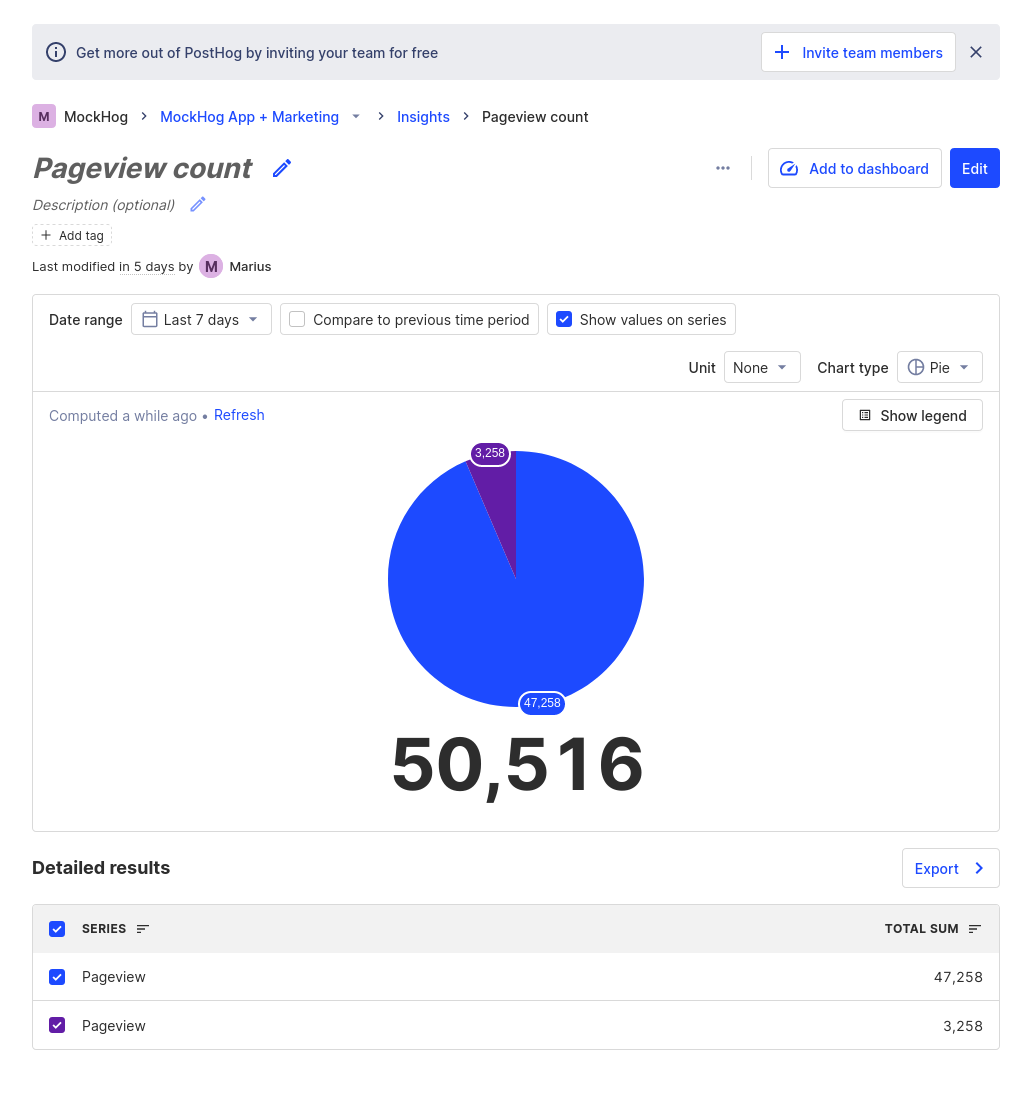 Get more out of PostHog by inviting your team for free
Invite team members
M MockHog MockHog App + Marketing Insights Pageview count
Pageview count
Add to dashboard
Edit
Description (optional)
Add tag
Last modified in 5 days by M Marius
Date range Last 7 days Compare to previous time period Show values on series
Unit None Chart type Pie
Computed a while ago • Refresh
Show legend
3,258
47,258
50,516
Detailed results
Export
SERIES TOTAL SUM
Pageview 47,258
Pageview 3,258